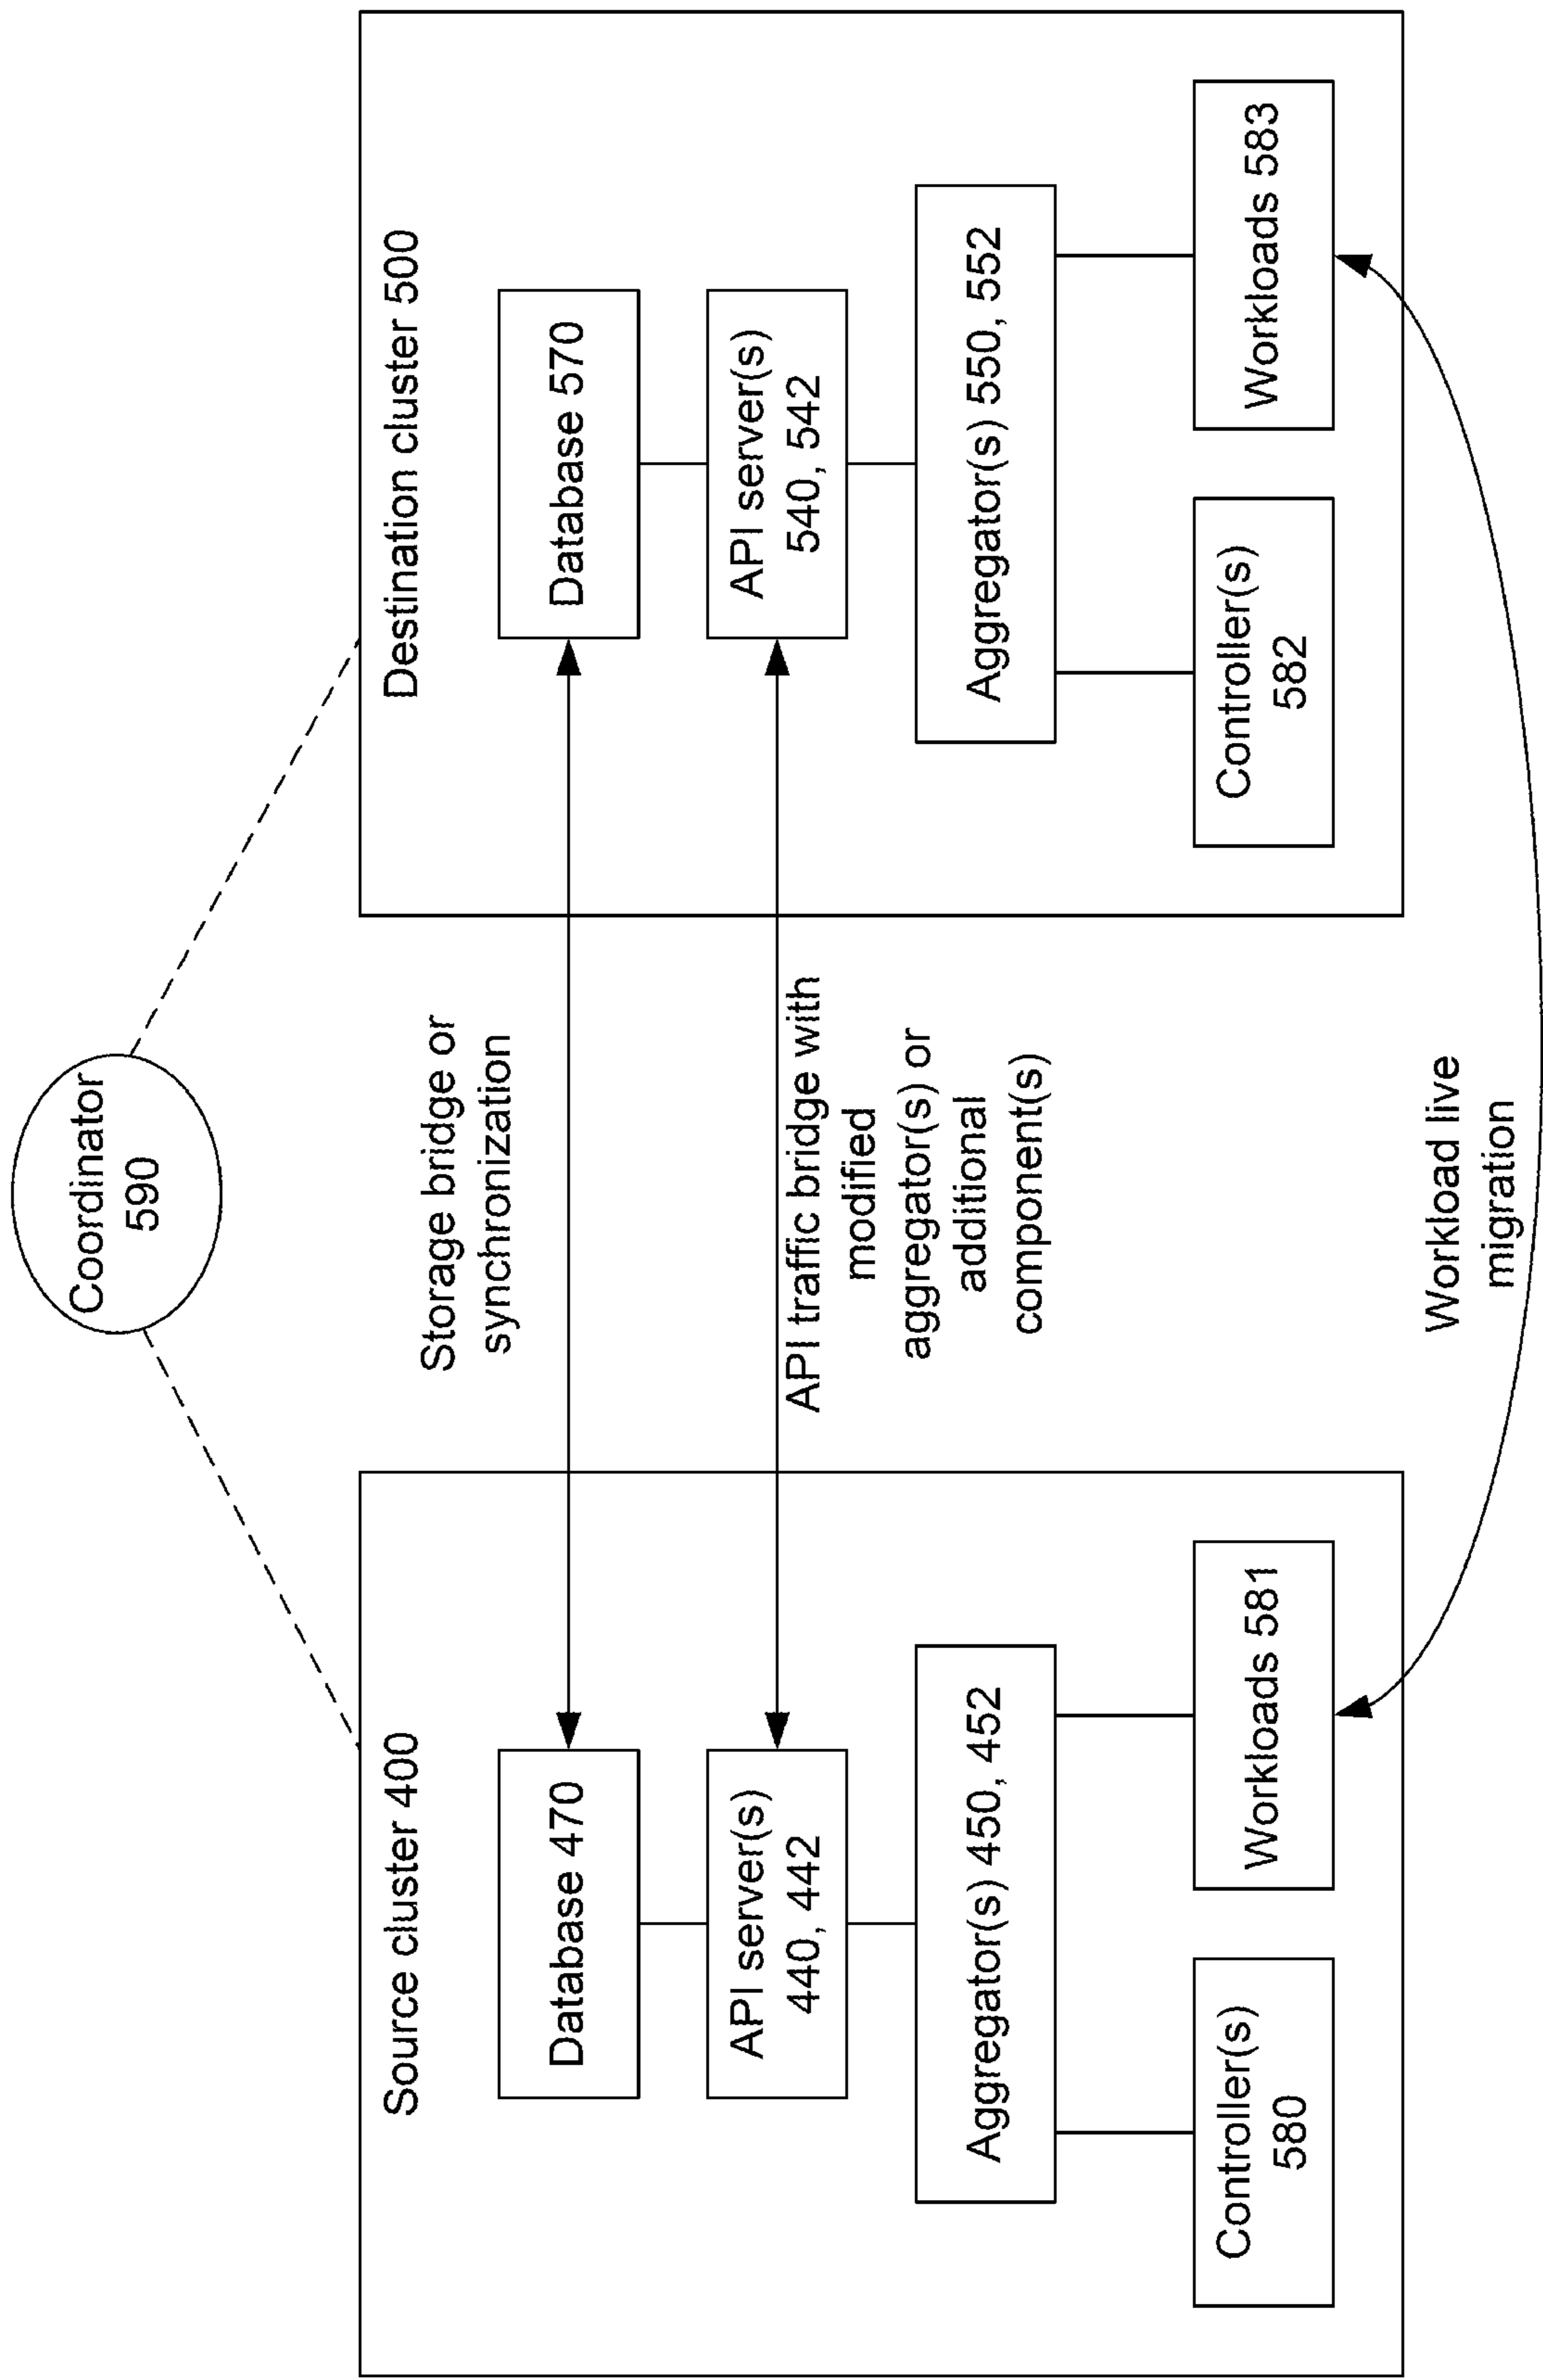 Coordinator
590
Source cluster 400
Database 470
API server(s)
440, 442
Aggregator(s) 450, 452
Controller(s)
580
Workloads 581
Storage bridge or
synchronization
API traffic bridge with
modified
aggregator(s) or
additional
component(s)
Workload live
migration
Destination cluster 500
Database 570
API server(s)
540, 542
Aggregator(s) 550, 552
Controller(s)
582
Workloads 583